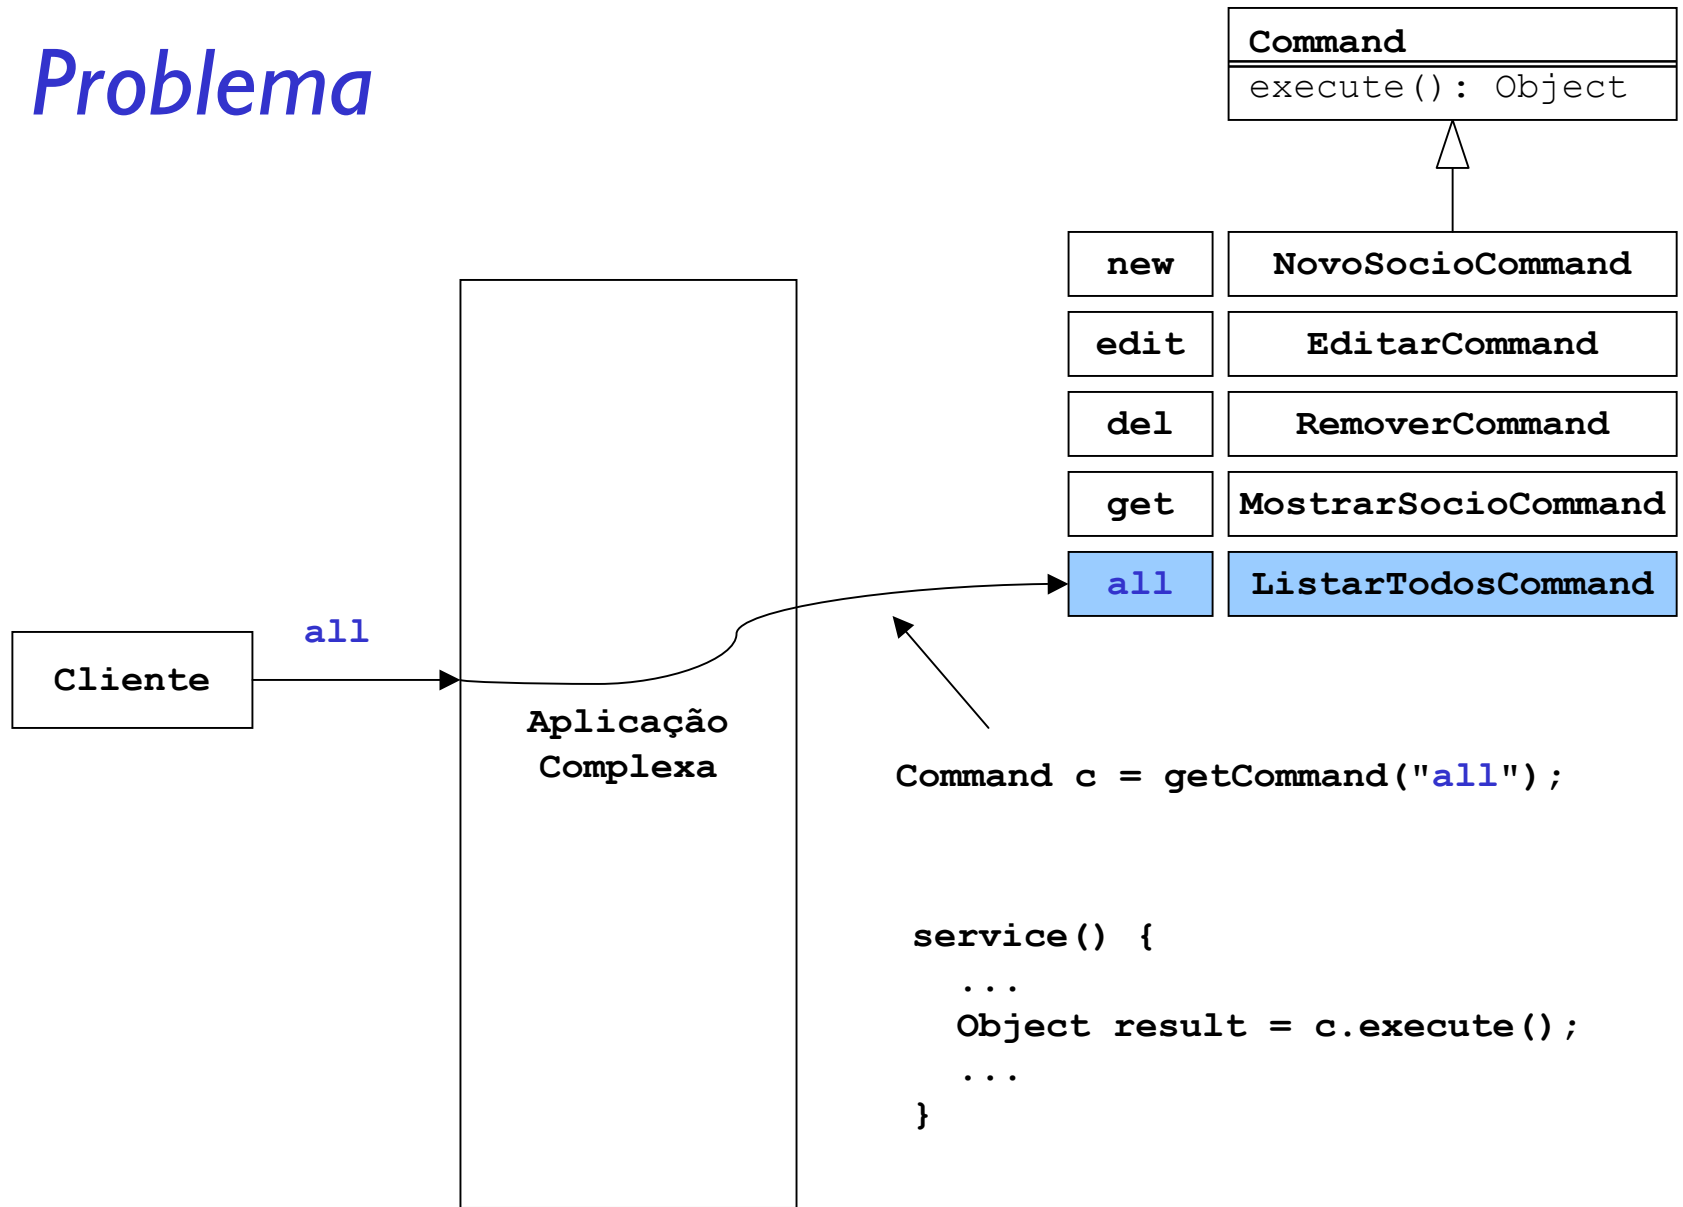 Problema
Command
execute(): Object
new NovoSocioCommand
edit EditarCommand
del RemoverCommand
get MostrarSocioCommand
all ListarTodosCommand
all
Cliente
Aplicação
Complexa
Command c = getCommand("all");
service() {
...
Object result = c.execute();
...
}